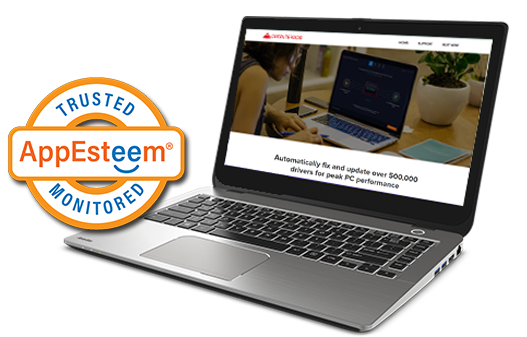 TRUSTED
AppEsteem®
MONITORED
HOME
SUPPORT
Automatically fix and update over 500,000
drivers for peak PC performance